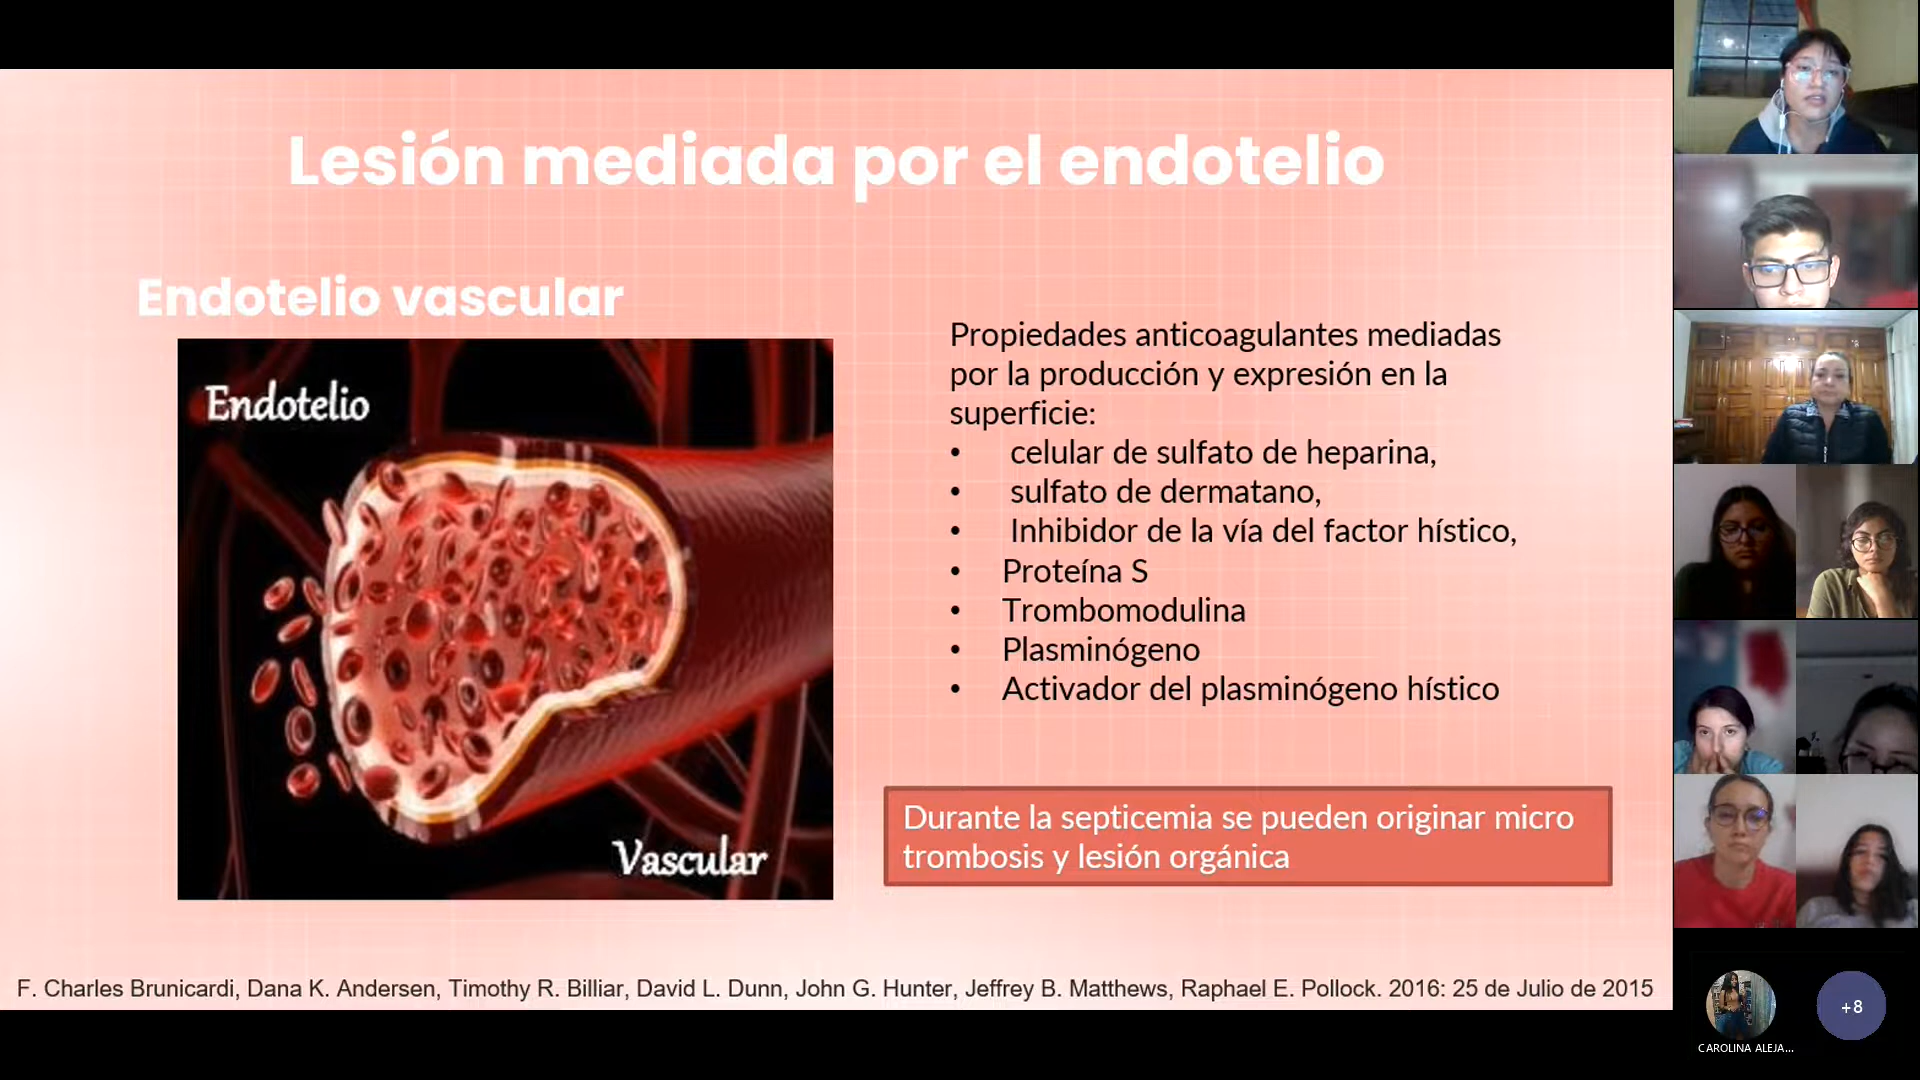 Lesión mediada por el endotelio
Endotelio vascular
Endotelio
Vascular
Propiedades anticoagulantes mediadas
por la producción y expresión en la
superficie:
• celular de sulfato de heparina,
• sulfato de dermatano,
• Inhibidor de la vía del factor hístico,
• Proteína S
• Trombomodulina
• Plasminógeno
• Activador del plasminógeno hístico
Durante la septicemia se pueden originar micro
trombosis y lesión orgánica
F. Charles Brunicardi, Dana K. Andersen, Timothy R. Billiar, David L. Dunn, John G. Hunter, Jeffrey B. Matthews, Raphael E. Pollock. 2016: 25 de Julio de 2015
CAROLINA ALEJA...
+8